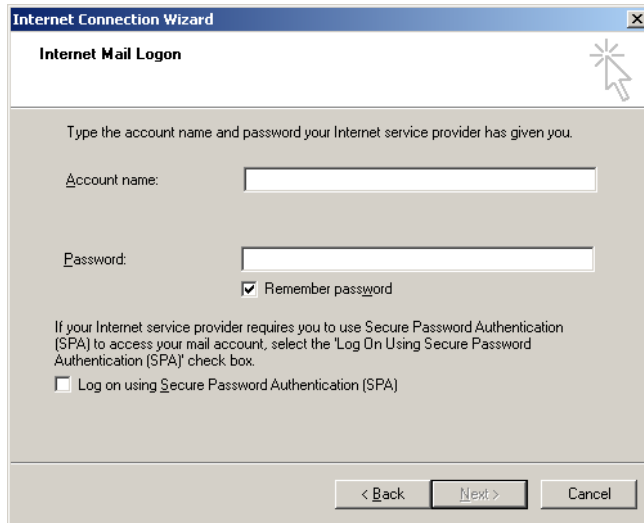 Internet Connection Wizard
Internet Mail Logon
Type the account name and password your Internet service provider has given you.
Account name:
Password:
Remember password
If your Internet service provider requires you to use Secure Password Authentication
(SPA) to access your mail account, select the 'Log On Using Secure Password
Authentication (SPA)' check box.
Log on using Secure Password Authentication (SPA)
< Back Next > Cancel